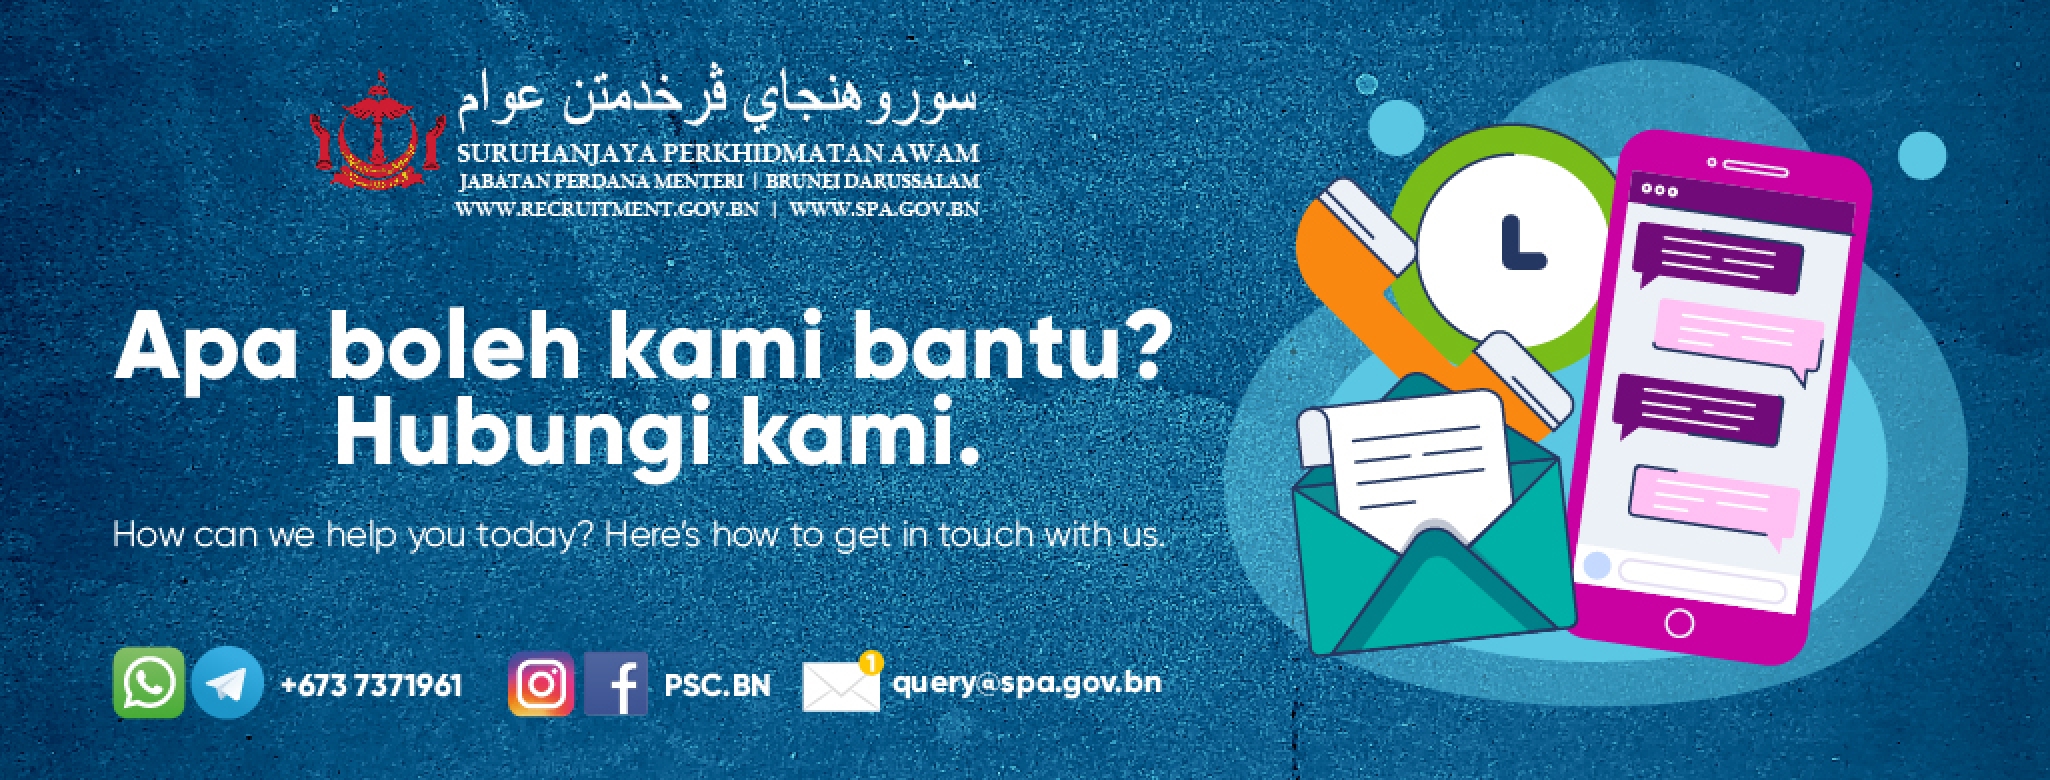 سوروهنجاي ڤرخدمتن عوام
SURUHANJAYA PERKHIDMATAN AWAM
JABATAN PERDANA MENTERI | BRUNEI DARUSSALAM
WWW.RECRUITMENT.GOV.BN | WWW.SPA.GOV.BN
Apa boleh kami bantu?
Hubungi kami.
How can we help you today? Here's how to get in touch with us.
+673 7371961
PSC.BN
1
query@spa.gov.bn